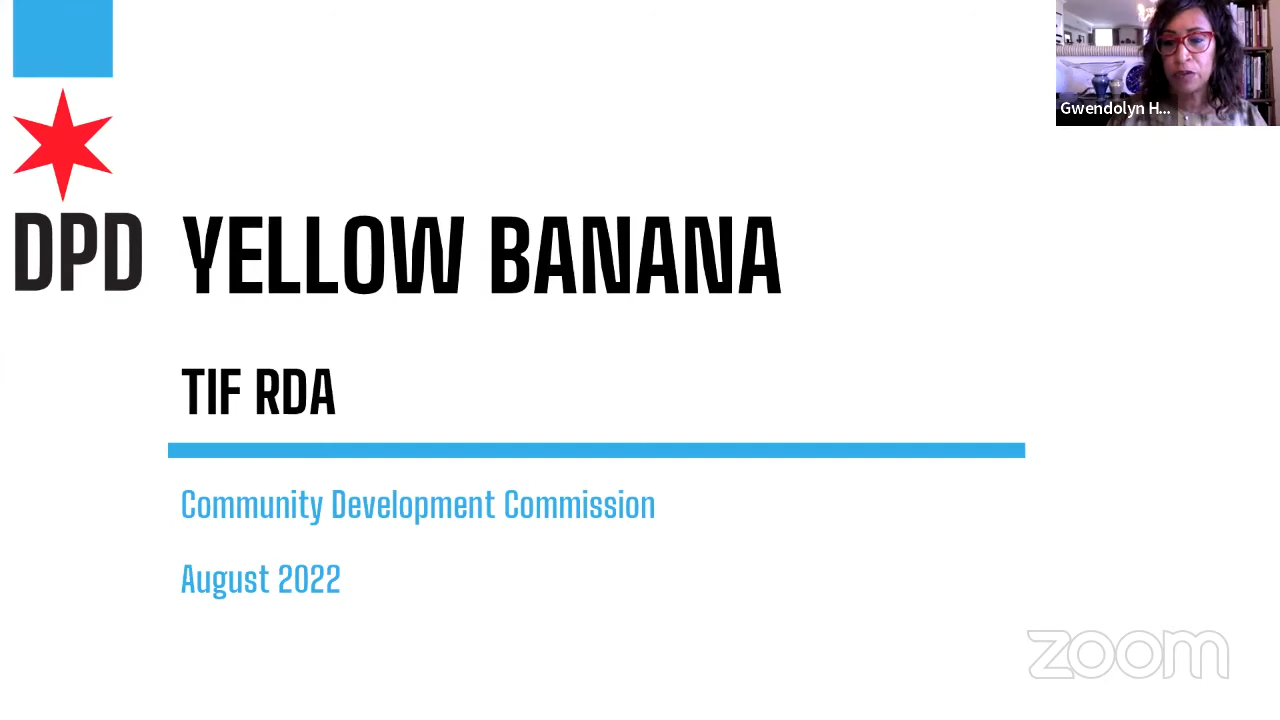 Gwendolyn H...
DPD
YELLOW BANANA
TIF RDA
Community Development Commission
August 2022
zoom